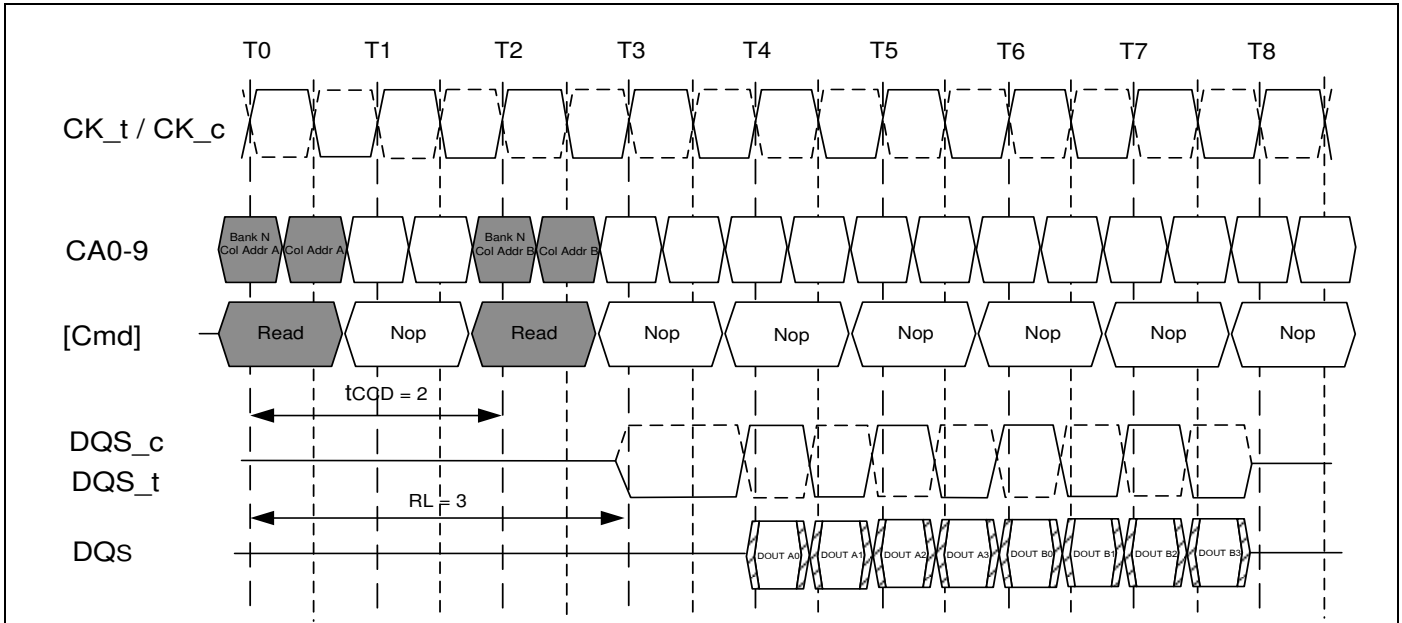 T0 T1 T2 T3 T4 T5 T6 T7 T8
CK_t / CK_c
CA0-9
Bank N
Col Addr A
Col Addr A
Bank N
Col Addr B
Col Addr B
[Cmd]
Read Nop Read Nop Nop Nop Nop Nop Nop
tCCD = 2
DQS_c
DQS_t
RL = 3
DQs
DOUT A0 DOUT A1 DOUT A2 DOUT A3 DOUT B0 DOUT B1 DOUT B2 DOUT B3